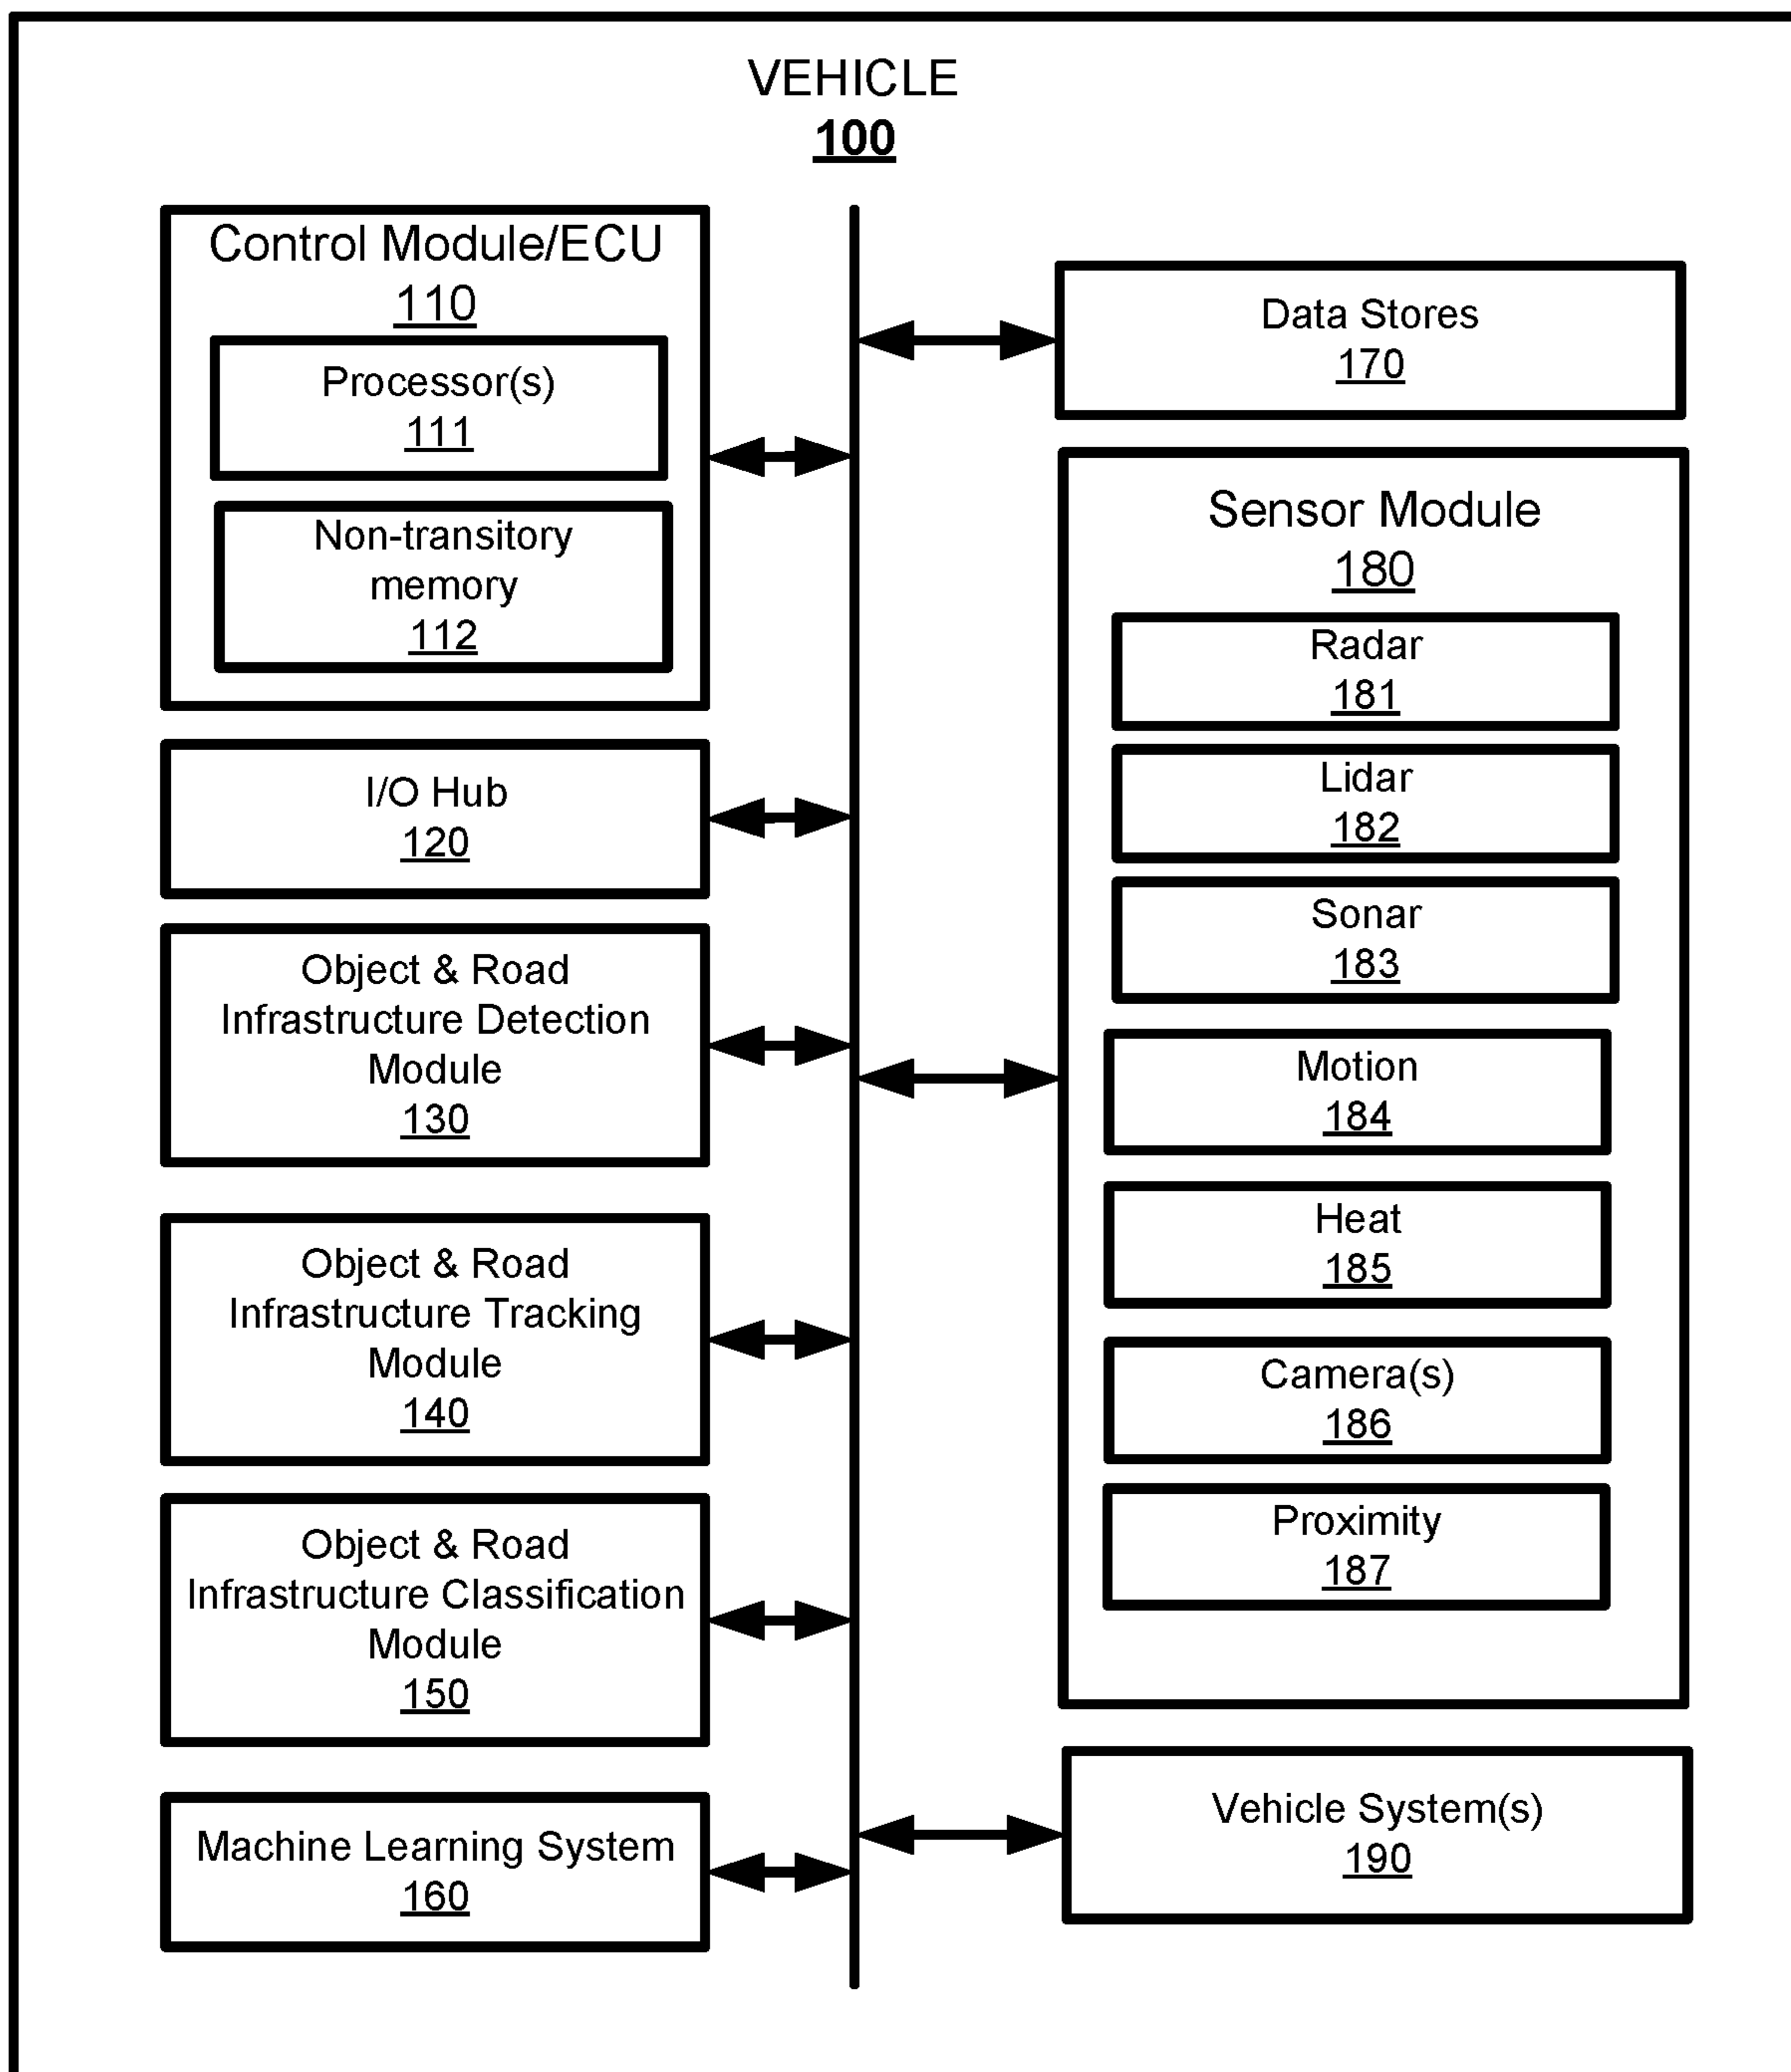 VEHICLE
100
Control Module/ECU
110
Processor(s)
111
Non-transitory
memory
112
I/O Hub
120
Object & Road
Infrastructure Detection
Module
130
Object & Road
Infrastructure Tracking
Module
140
Object & Road
Infrastructure Classification
Module
150
Machine Learning System
160
Data Stores
170
Sensor Module
180
Radar
181
Lidar
182
Sonar
183
Motion
184
Heat
185
Camera(s)
186
Proximity
187
Vehicle System(s)
190